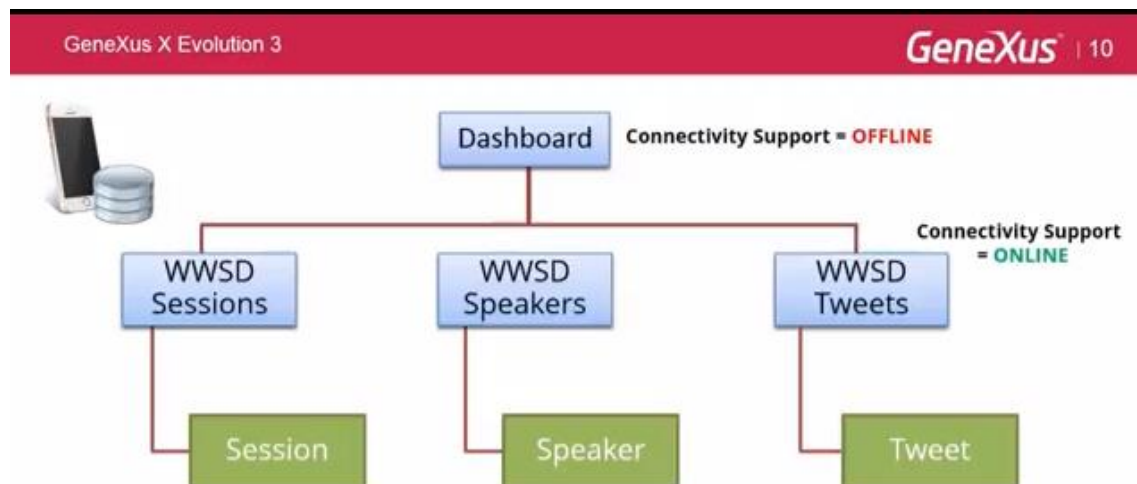 GeneXus X Evolution 3
GeneXus | 10
Dashboard
Connectivity Support = OFFLINE
Connectivity Support
= ONLINE
WWSD
Sessions
WWSD
Speakers
WWSD
Tweets
Session
Speaker
Tweet